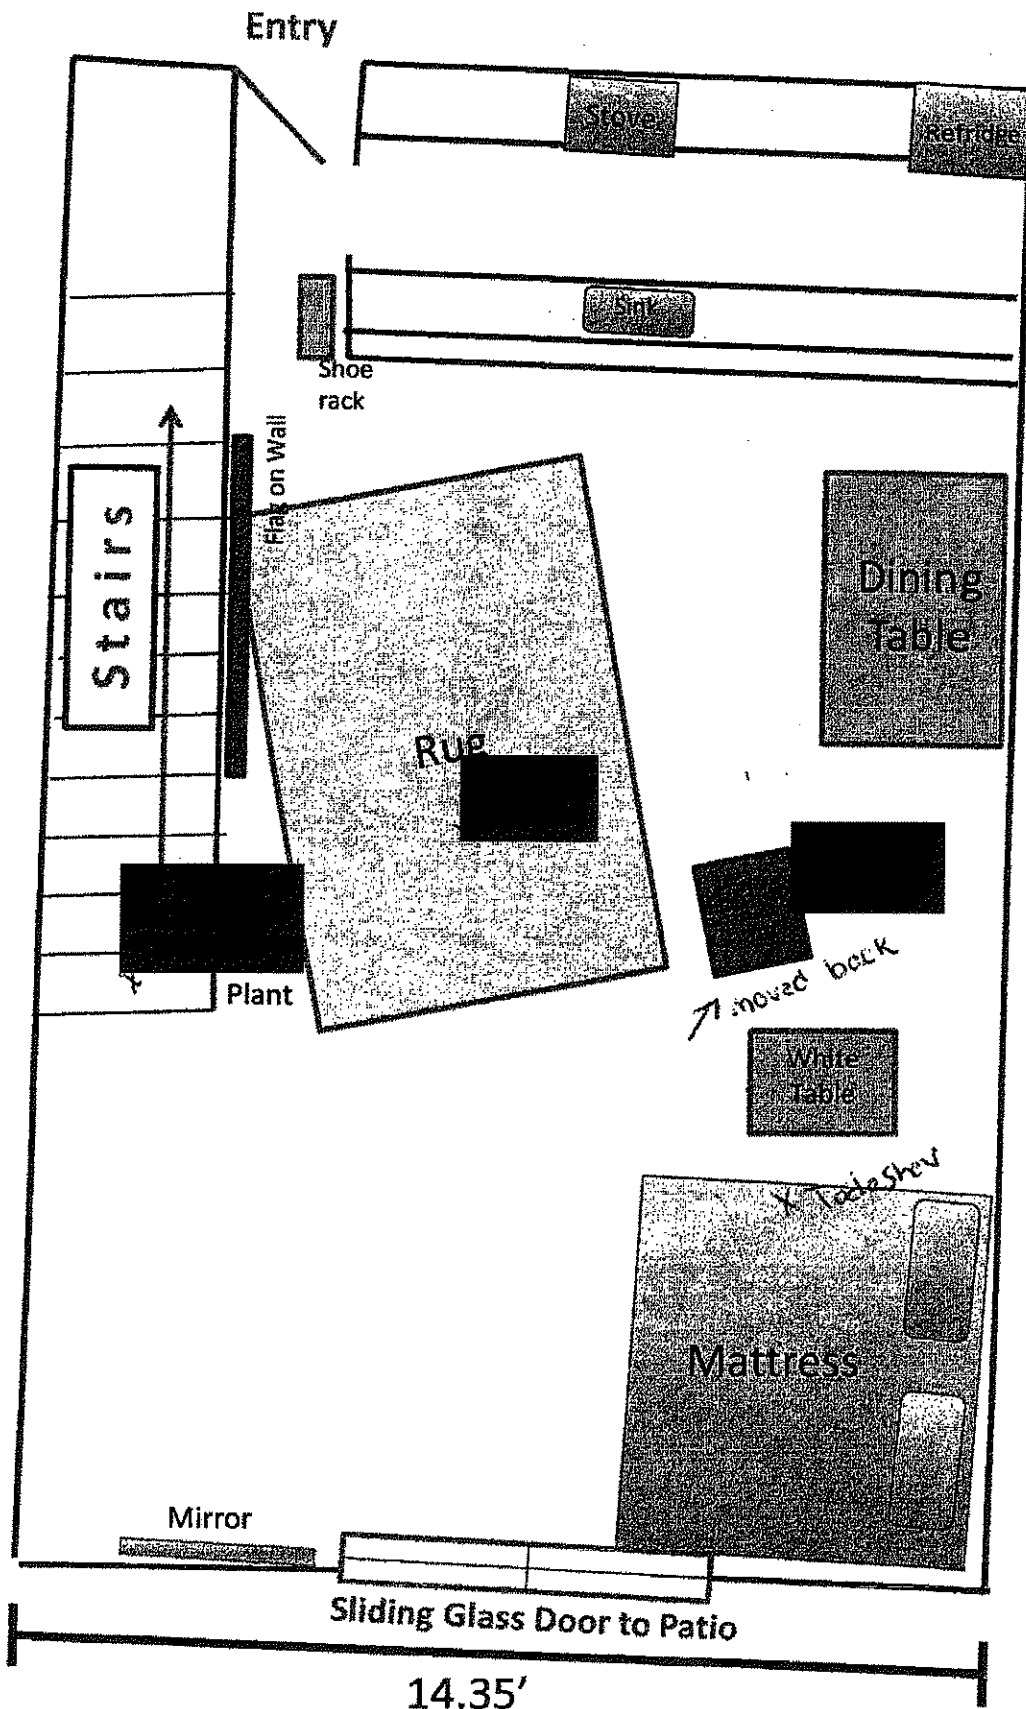 Entry
Stove
Refridge
Sink
Shoe
rack
Flag on Wall
Stairs
Dining
Table
Rug
x
Plant
moved back
White
Table
X
Mattress
Mirror
Sliding Glass Door to Patio
14.35′